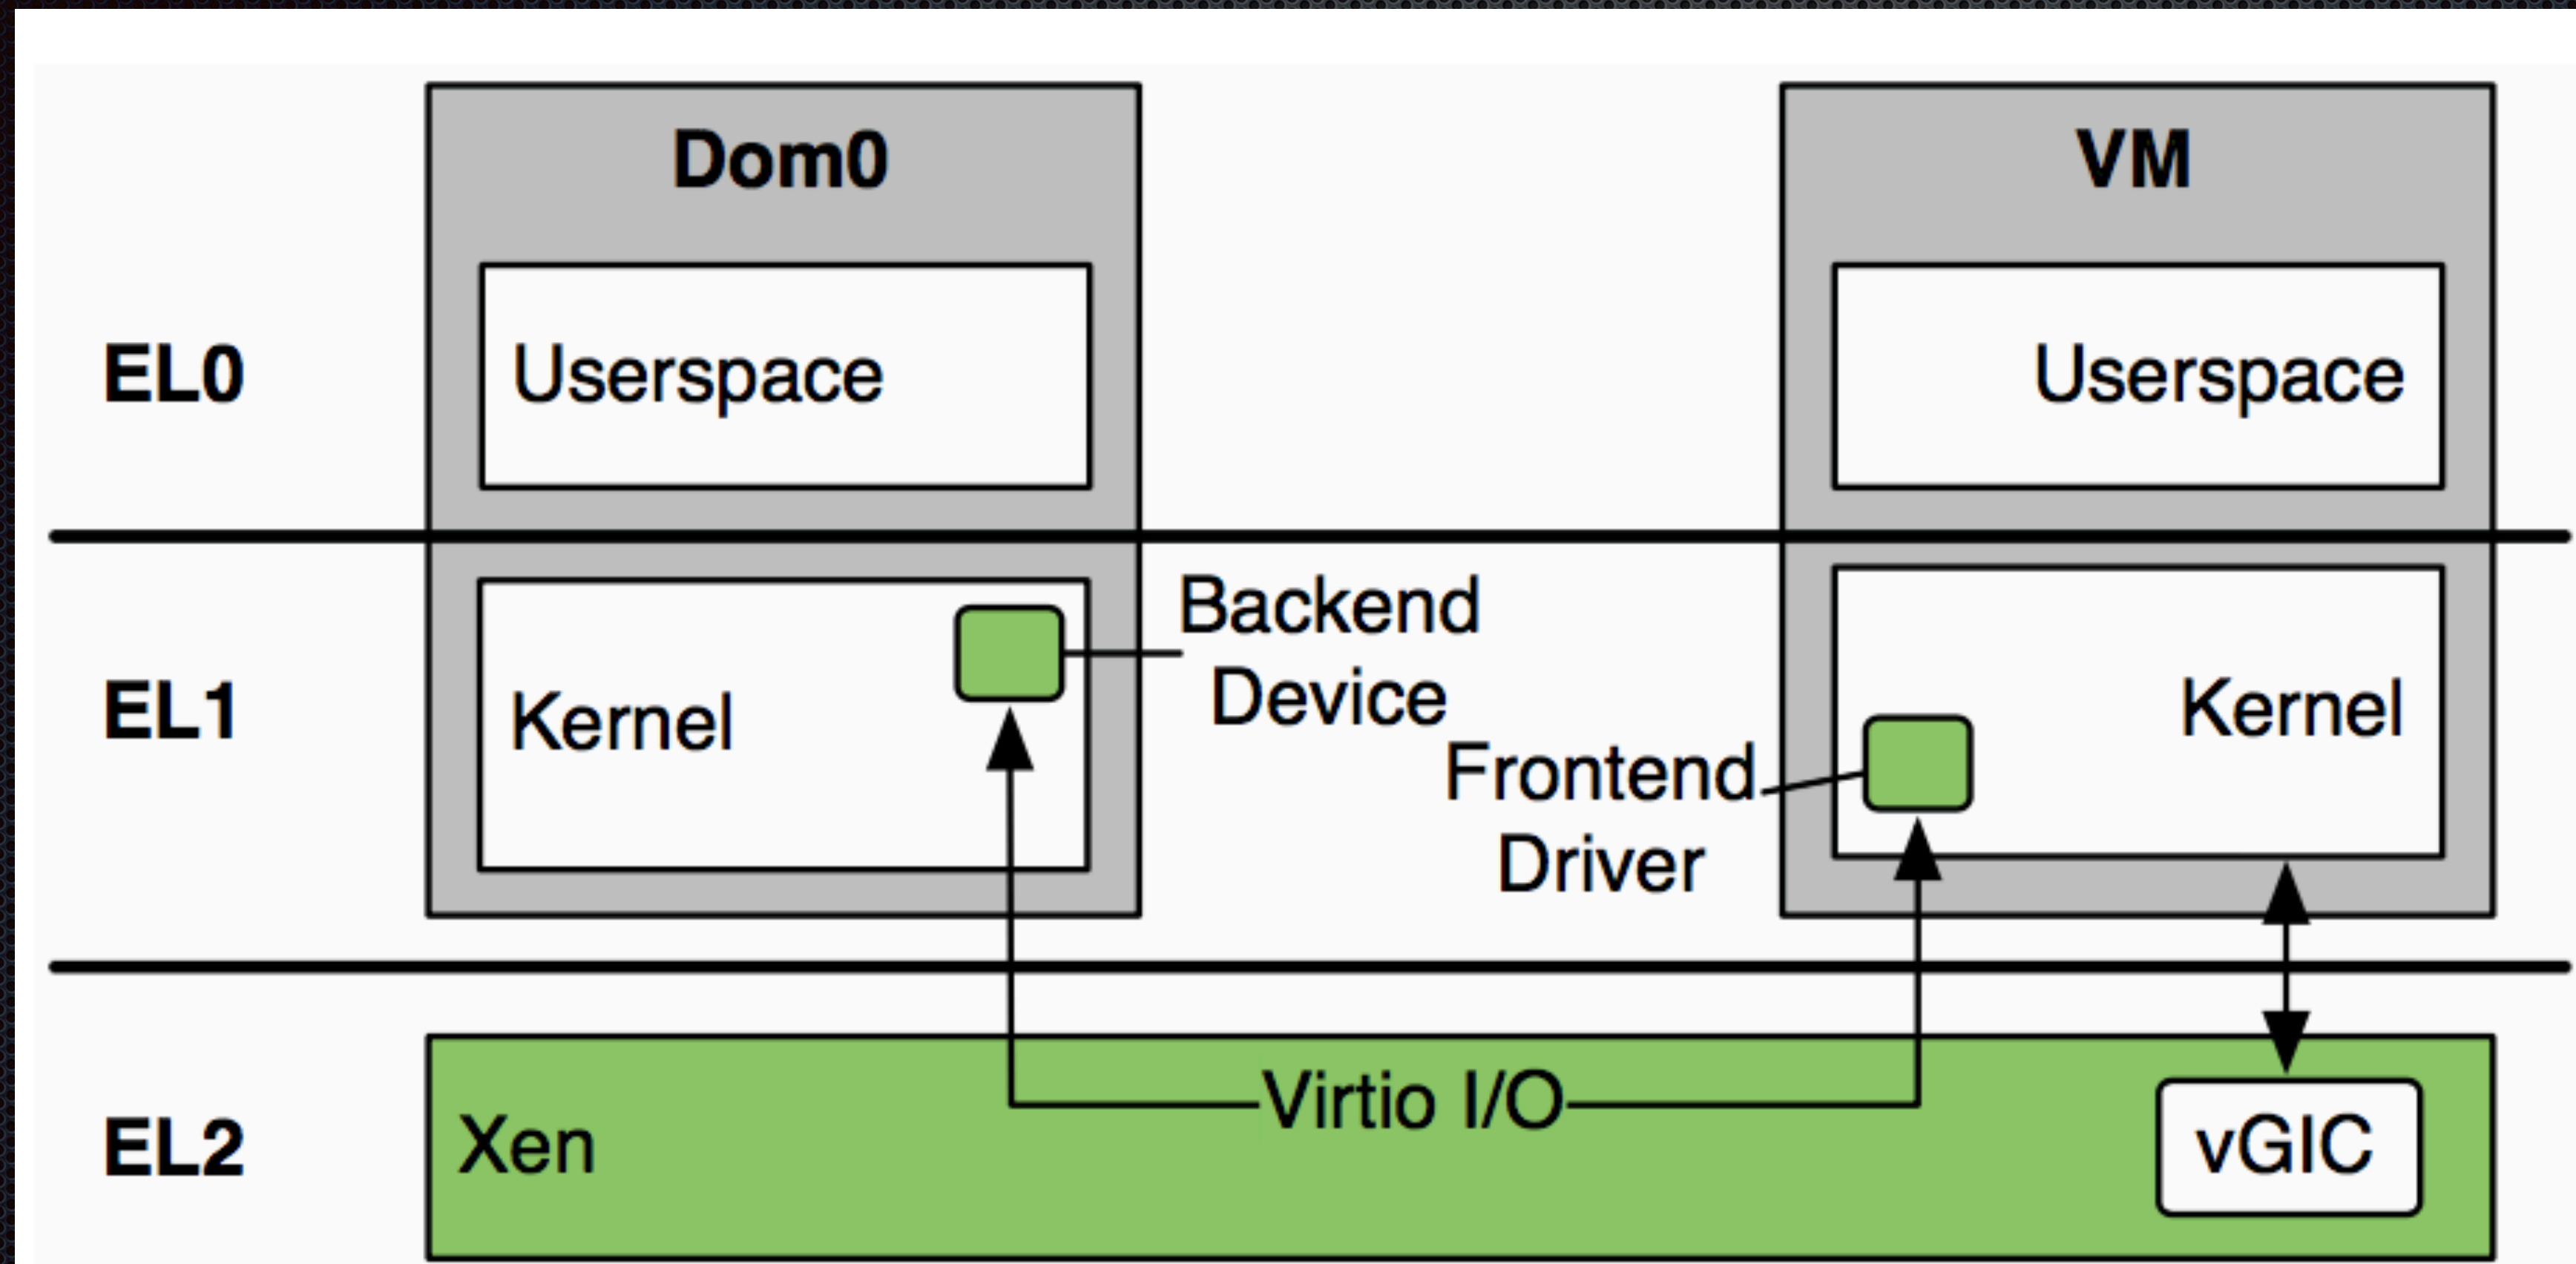 Dom0
VM
EL0
Userspace
Userspace
EL1
Kernel
Backend
Device
Frontend
Driver
Kernel
EL2
Xen
Virtio I/O
vGIC